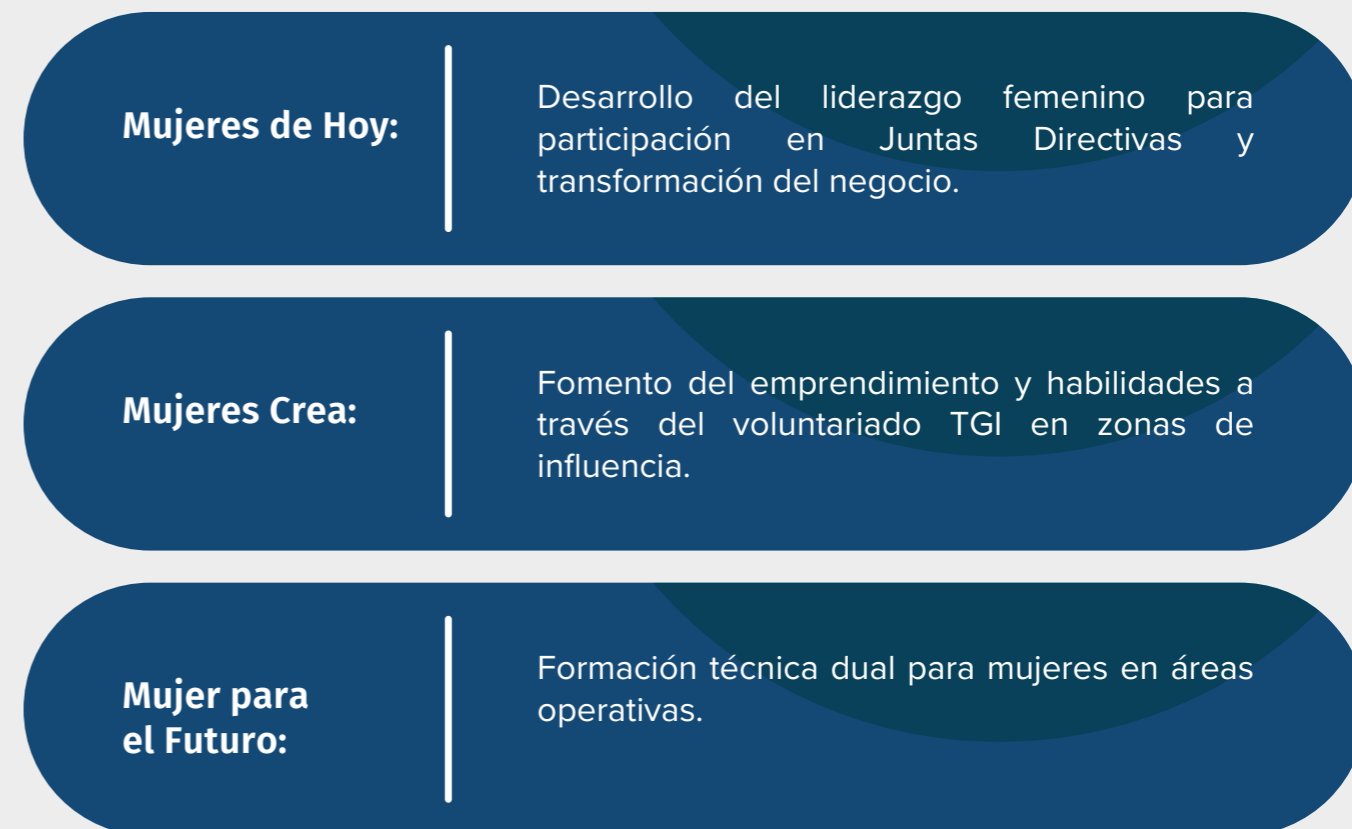 Mujeres de Hoy:
Desarrollo del liderazgo femenino para
participación en Juntas Directivas y
transformación del negocio.
Mujeres Crea:
Fomento del emprendimiento y habilidades a
través del voluntariado TGI en zonas de
influencia.
Mujer para
el Futuro:
Formación técnica dual para mujeres en áreas
operativas.